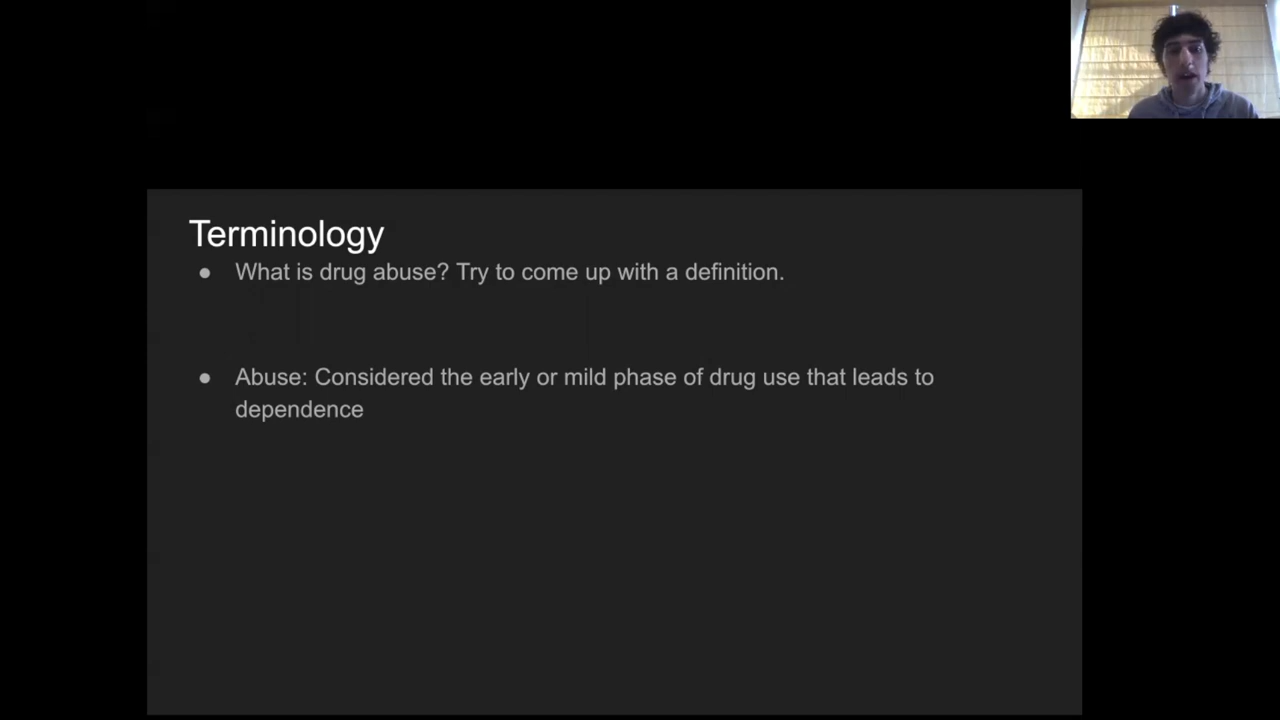 Terminology
● What is drug abuse? Try to come up with a definition.
● Abuse: Considered the early or mild phase of drug use that leads to
dependence